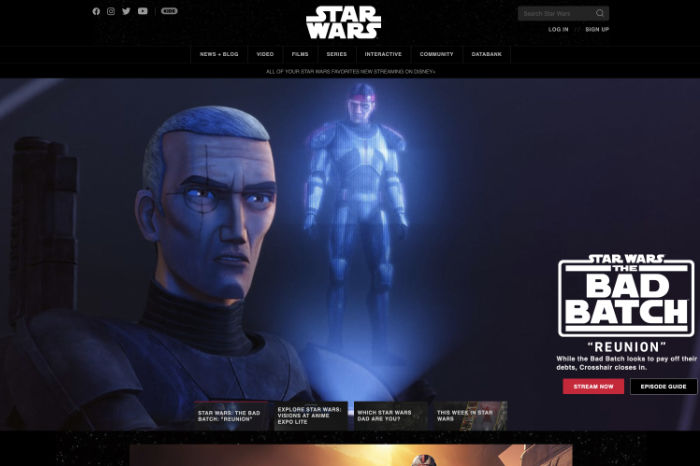 KIDS
STAR
WARS
Search Star Wars
LOG IN // SIGN UP
NEWS + BLOG VIDEO FILMS SERIES INTERACTIVE COMMUNITY DATABANK
ALL OF YOUR STAR WARS FAVORITES NOW STREAMING ON DISNEY+
STAR WARS
THE
BAD
BATCH
"REUNION"
While the Bad Batch looks to pay off their
debts, Crosshair closes in.
STREAM NOW EPISODE GUIDE
STAR WARS: THE BAD
BATCH: "REUNION"
EXPLORE STAR WARS:
VISIONS AT ANIME
EXPO LITE
WHICH STAR WARS
DAD ARE YOU?
THIS WEEK IN STAR
WARS